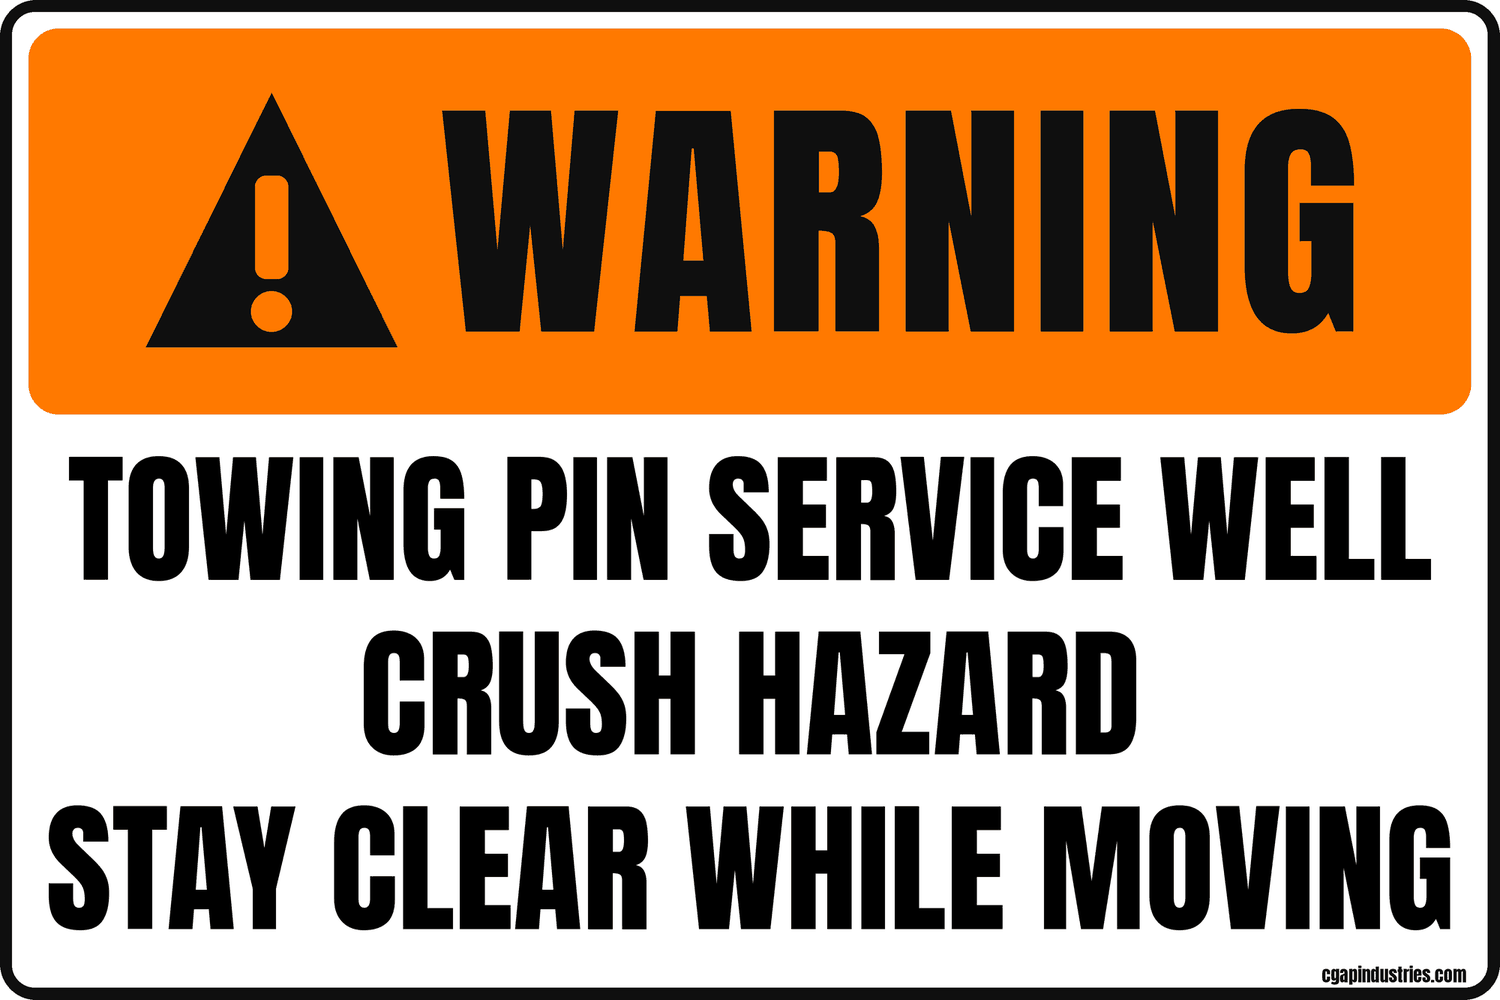 WARNING
TOWING PIN SERVICE WELL
CRUSH HAZARD
STAY CLEAR WHILE MOVING
cgapindustries.com